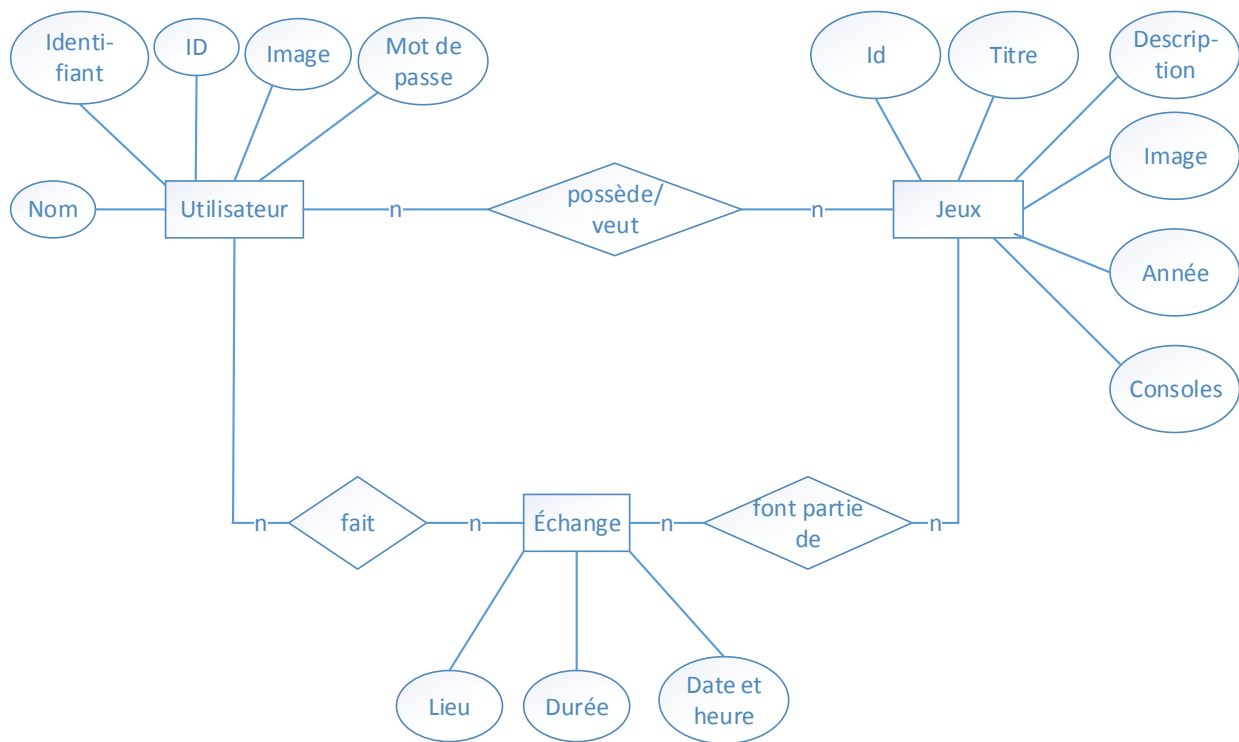 Identi-
fiant
ID
Image
Mot de
passe
Id
Titre
Descrip-
tion
Image
Nom
Utilisateur
n
possède/
veut
n
Jeux
Année
Consoles
n
fait
n
Échange
n
font partie
de
n
Lieu
Durée
Date et
heure